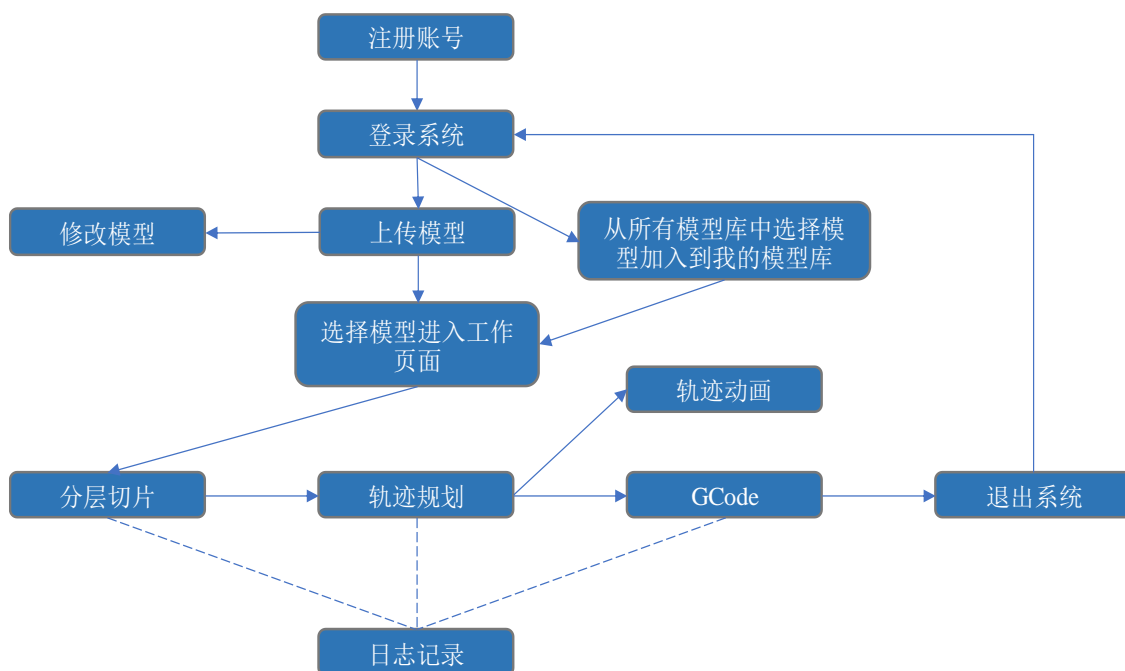 注册账号
登录系统
修改模型
上传模型
从所有模型库中选择模
型加入到我的模型库
选择模型进入工作
页面
轨迹动画
分层切片
轨迹规划
GCode
退出系统
日志记录